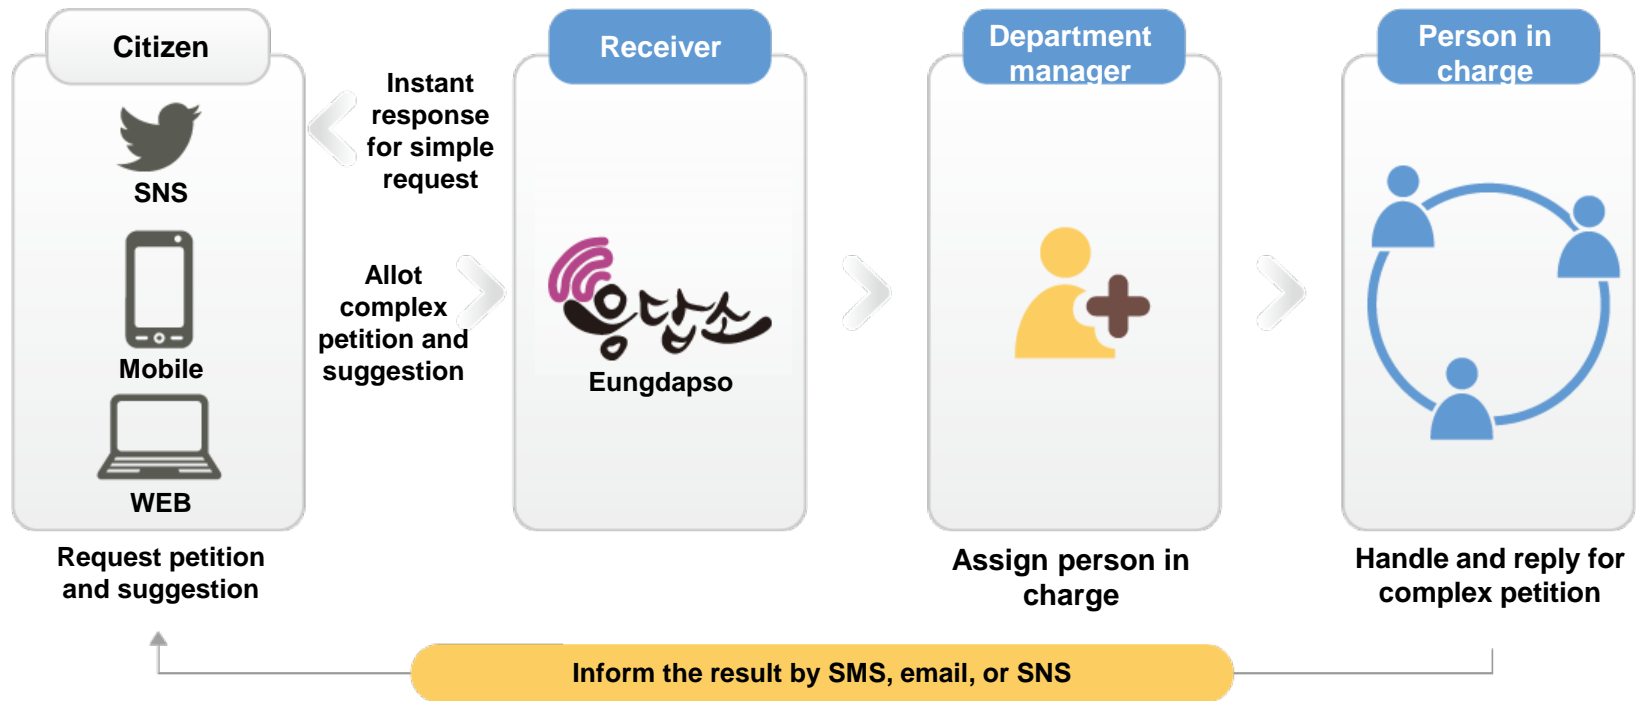 Citizen
SNS
Mobile
WEB
Request petition
and suggestion
Instant
response
for simple
request
Allot
complex
petition and
suggestion
Receiver
응답소
Eungdapso
Department
manager
Assign person in
charge
Person in
charge
Handle and reply for
complex petition
Inform the result by SMS, email, or SNS